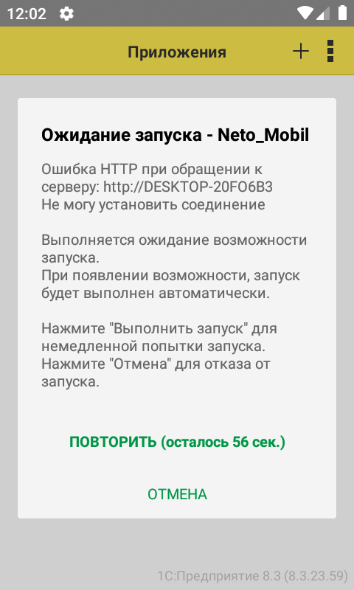 12:02
Приложения
Ожидание запуска - Neto_Mobil
Ошибка HTTP при обращении к
серверу: http://DESKTOP-20FO6B3
Не могу установить соединение
Выполняется ожидание возможности
запуска.
При появлении возможности, запуск
будет выполнен автоматически.
Нажмите "Выполнить запуск" для
немедленной попытки запуска.
Нажмите "Отмена" для отказа от
запуска.
ПОВТОРИТЬ (осталось 56 сек.)
ОТМЕНА
1С:Предприятие 8.3 (8.3.23.59)